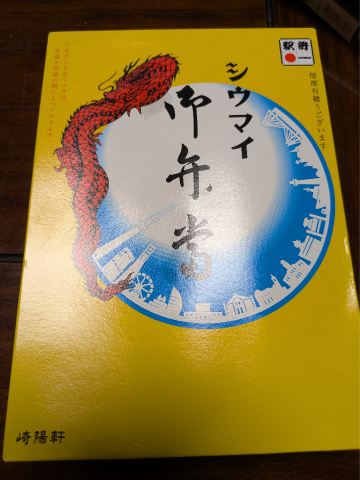 駅弁
毎度有難うございます
シウマイ
御弁当
崎陽軒